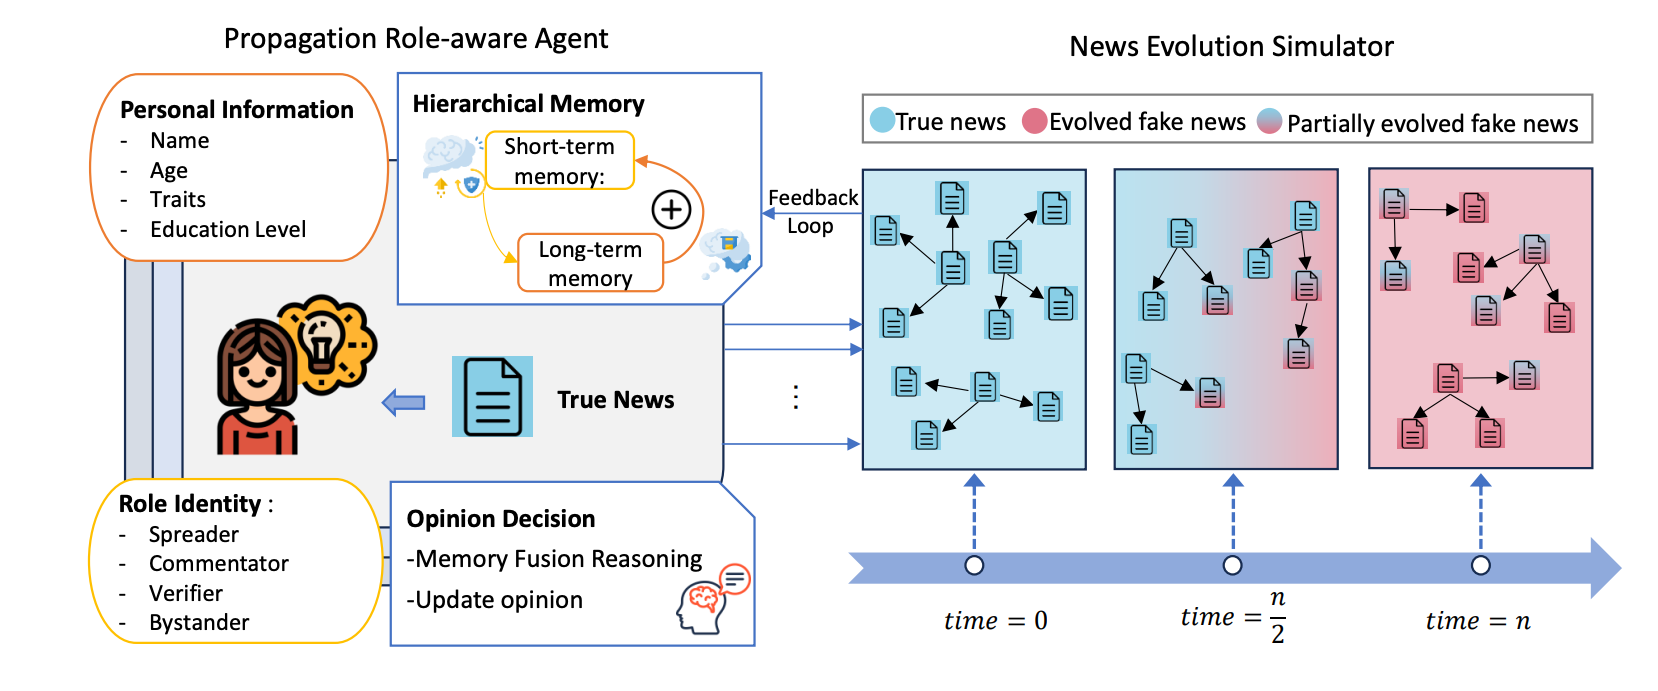 Propagation Role-aware Agent
News Evolution Simulator
Personal Information
- Name
- Age
- Traits
- Education Level
Hierarchical Memory
Short-term
memory:
Long-term
memory
Feedback
Loop
True news
Evolved fake news
Partially evolved fake news
True News
⋮
Role Identity :
- Spreader
- Commentator
- Verifier
- Bystander
Opinion Decision
-Memory Fusion Reasoning
-Update opinion
time = 0
time = n/2
time = n